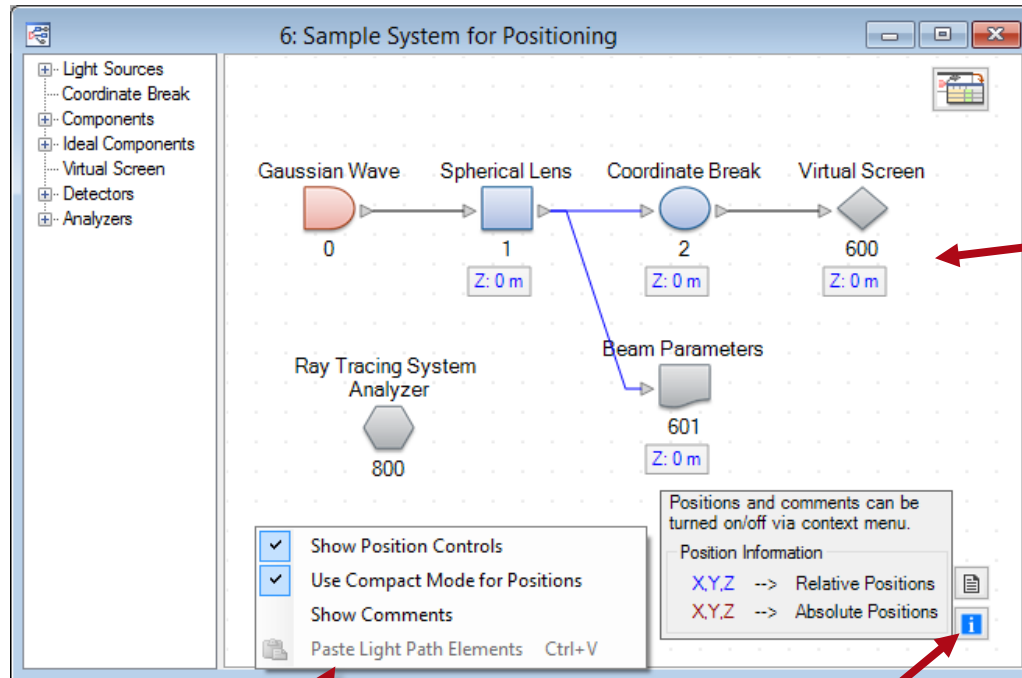 6: Sample System for Positioning
Light Sources
Coordinate Break
Components
Ideal Components
Virtual Screen
Detectors
Analyzers
Gaussian Wave
Spherical Lens
Coordinate Break
Virtual Screen
0
1
2
600
Z: 0 m
Z: 0 m
Z: 0 m
Ray Tracing System
Analyzer
800
Beam Parameters
601
Z: 0 m
Show Position Controls
Use Compact Mode for Positions
Show Comments
Paste Light Path Elements Ctrl+V
Positions and comments can be
turned on/off via context menu.
Position Information
X,Y,Z --> Relative Positions
X,Y,Z --> Absolute Positions
i